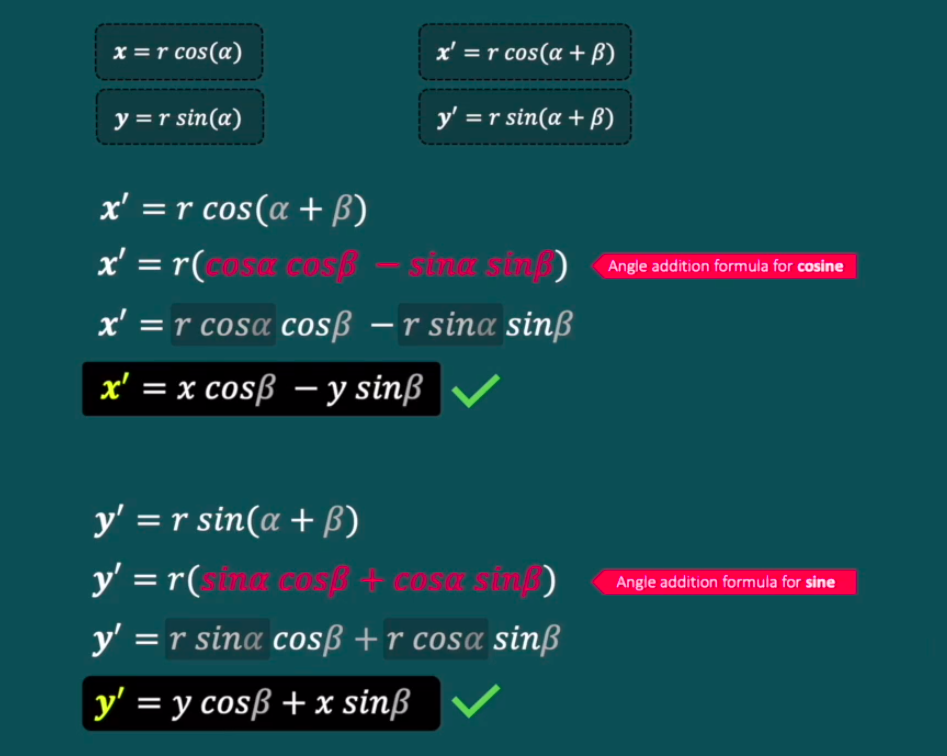 x = r cos(α) x′ = r cos(α + β)
y = r sin(α) y′ = r sin(α + β)
x′ = r cos(α + β)
x′ = r(cosα cosβ − sinα sinβ) Angle addition formula for cosine
x′ = r cosα cosβ − r sinα sinβ
x′ = x cosβ − y sinβ
y′ = r sin(α + β)
y′ = r(sinα cosβ + cosα sinβ) Angle addition formula for sine
y′ = r sinα cosβ + r cosα sinβ
y′ = y cosβ + x sinβ